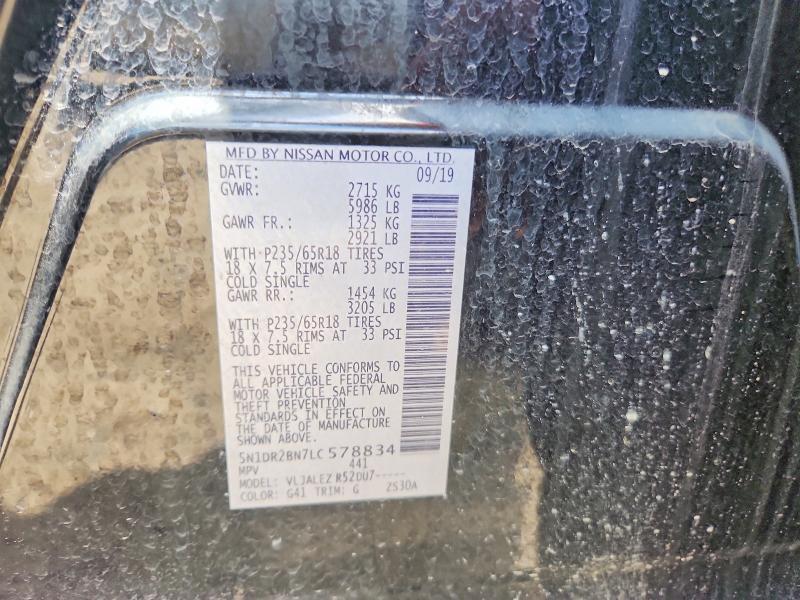 MFD BY NISSAN MOTOR CO., LTD.
DATE: 09/19
GVWR: 2715 KG
5986 LB
GAWR FR.: 1325 KG
2921 LB
WITH P235/65R18 TIRES
18 X 7.5 RIMS AT 33 PSI
COLD SINGLE
GAWR RR.: 1454 KG
3205 LB
WITH P235/65R18 TIRES
18 X 7.5 RIMS AT 33 PSI
COLD SINGLE
THIS VEHICLE CONFORMS TO
ALL APPLICABLE FEDERAL
MOTOR VEHICLE SAFETY AND
THEFT PREVENTION
STANDARDS IN EFFECT ON
THE DATE OF MANUFACTURE
SHOWN ABOVE.
5N1DR2BN7LC578834
MPV 441
MODEL: VLJALEZ R52DU7-----
COLOR: G41 TRIM: G 2S30A